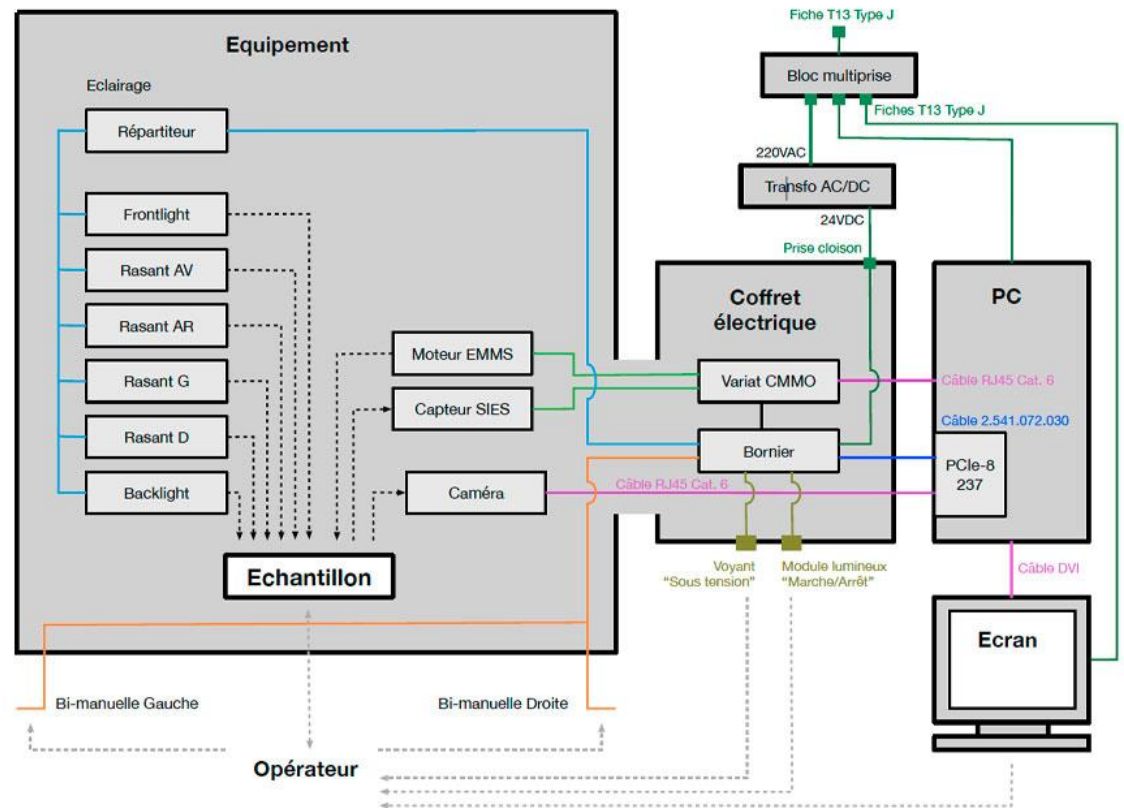 Fiche T13 Type J
Equipement
Bloc multiprise
Eclairage
Fiches T13 Type J
Répartiteur
220VAC
Transfo AC/DC
Frontlight
24VDC
Prise cloison
Rasant AV
Coffret
électrique
PC
Rasant AR
Moteur EMMS
Variat CMMO
Câble RJ45 Cat. 6
Rasant G
Capteur SIES
Câble 2.541.072.030
Rasant D
Bornier
PCIe-8
237
Backlight
Caméra
Câble RJ45 Cat. 6
Echantillon
Voyant
"Sous tension"
Module lumineux
"Marche/Arrêt"
Câble DVI
Ecran
Bi-manuelle Gauche
Bi-manuelle Droite
Opérateur